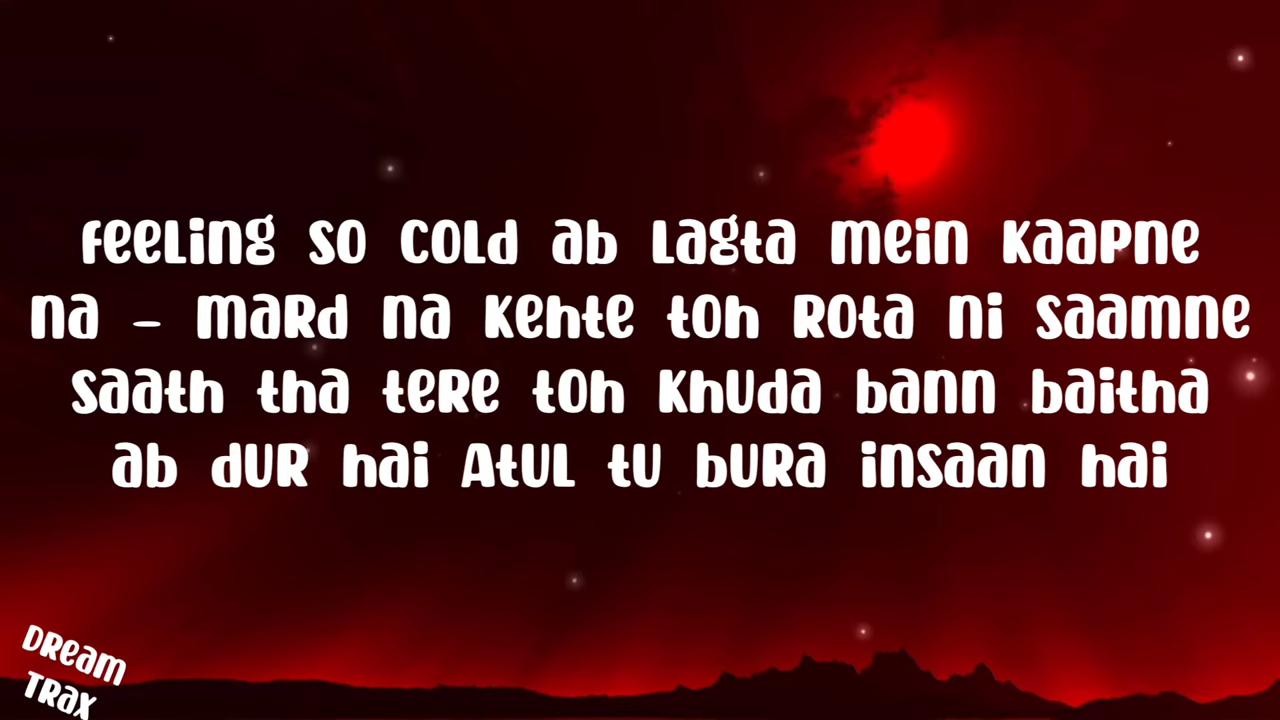 feeling so cold ab lagta mein kaapne
na - mard na kehte toh rota ni saamne
saath tha tere toh khuda bann baitha
ab dur hai Atul tu bura insaan hai
Dream
Trax